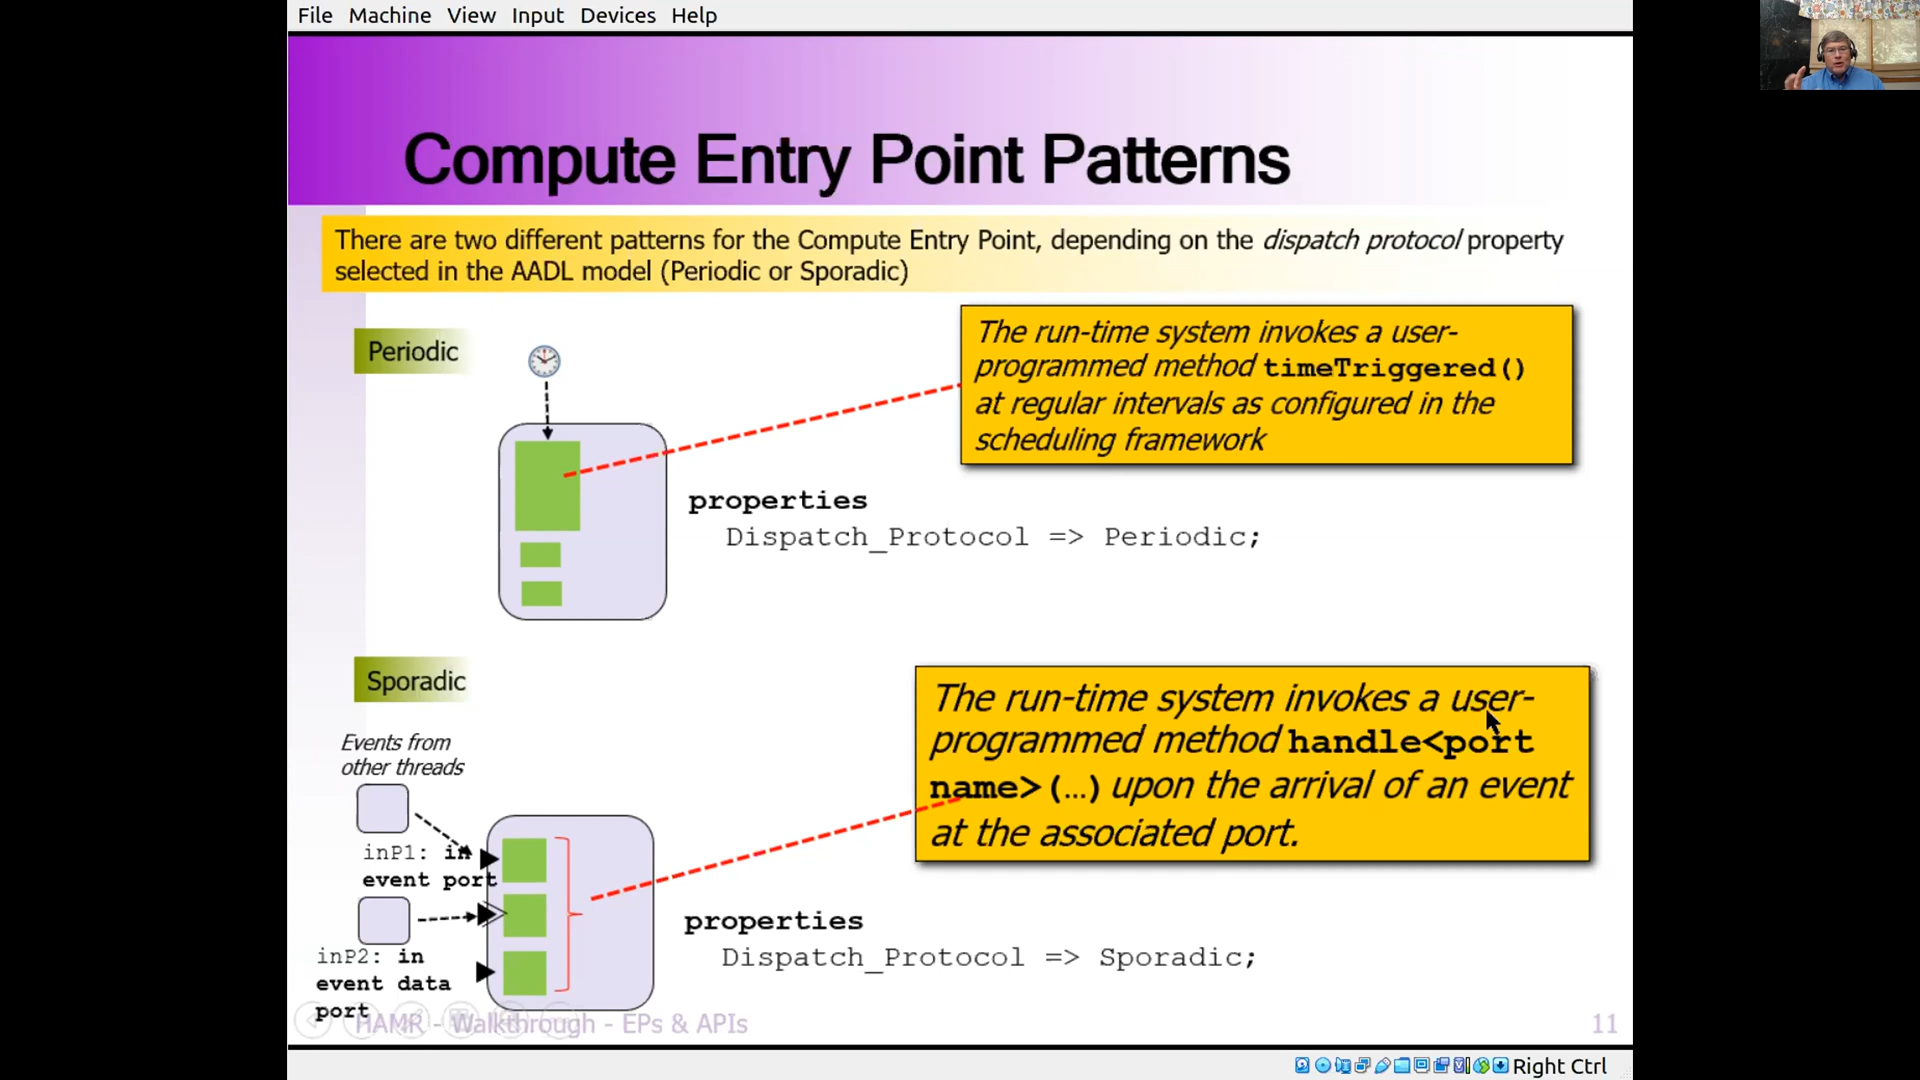 File Machine View Input Devices Help
Compute Entry Point Patterns
There are two different patterns for the Compute Entry Point, depending on the dispatch protocol property
selected in the AADL model (Periodic or Sporadic)
Periodic
The run-time system invokes a user-
programmed method timeTriggered()
at regular intervals as configured in the
scheduling framework
properties
Dispatch_Protocol => Periodic;
Sporadic
The run-time system invokes a user-
programmed method handle<port
name>(…) upon the arrival of an event
at the associated port.
Events from
other threads
inP1: in
event port
inP2: in
event data
port
properties
Dispatch_Protocol => Sporadic;
HAMR - Walkthrough - EPs & APIs
11
Right Ctrl